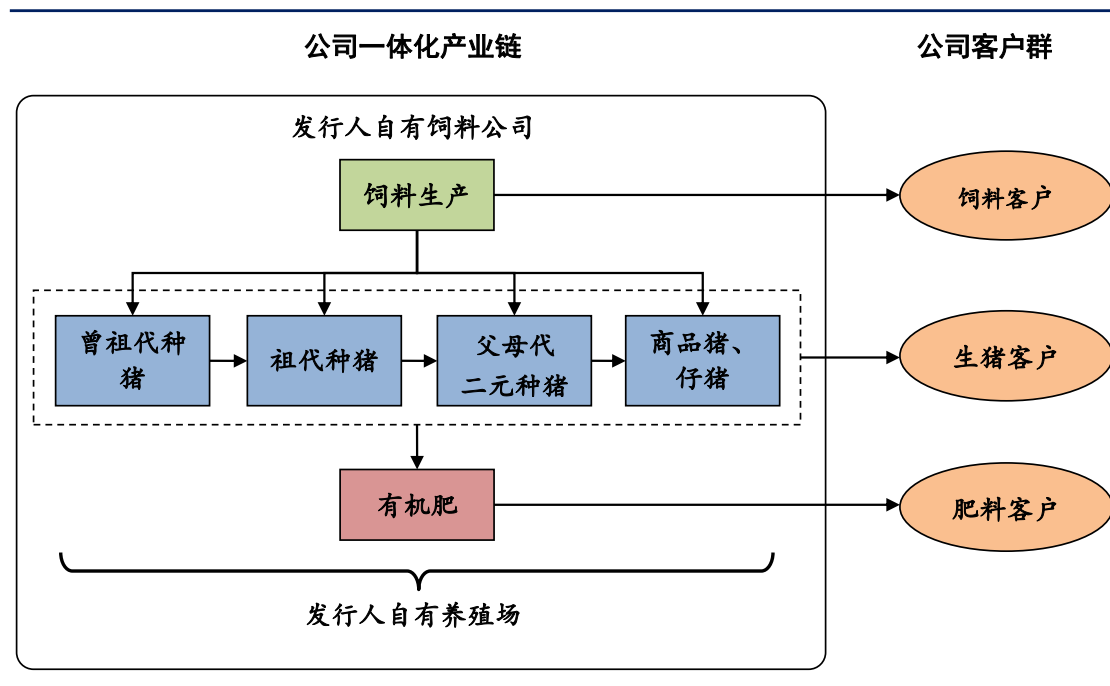 公司一体化产业链
公司客户群
发行人自有饲料公司
饲料生产
饲料客户
曾祖代种
猪
祖代种猪
父母代
二元种猪
商品猪、
仔猪
生猪客户
有机肥
肥料客户
发行人自有养殖场